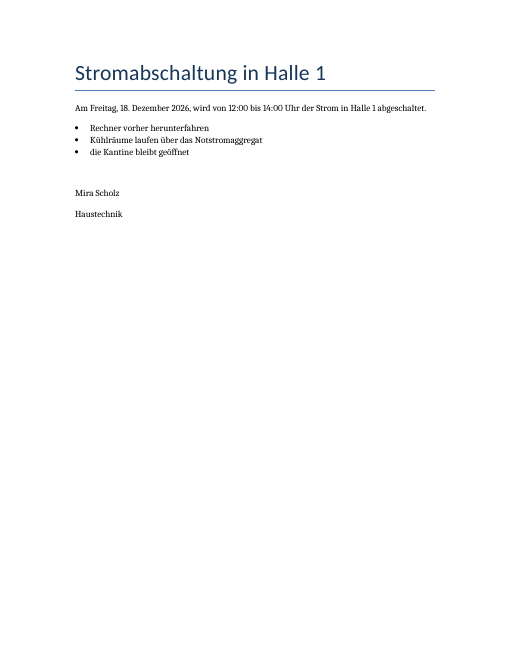 Stromabschaltung in Halle 1
Am Freitag, 18. Dezember 2026, wird von 12:00 bis 14:00 Uhr der Strom in Halle 1 abgeschaltet.
• Rechner vorher herunterfahren
• Kühlräume laufen über das Notstromaggregat
• die Kantine bleibt geöffnet
Mira Scholz
Haustechnik